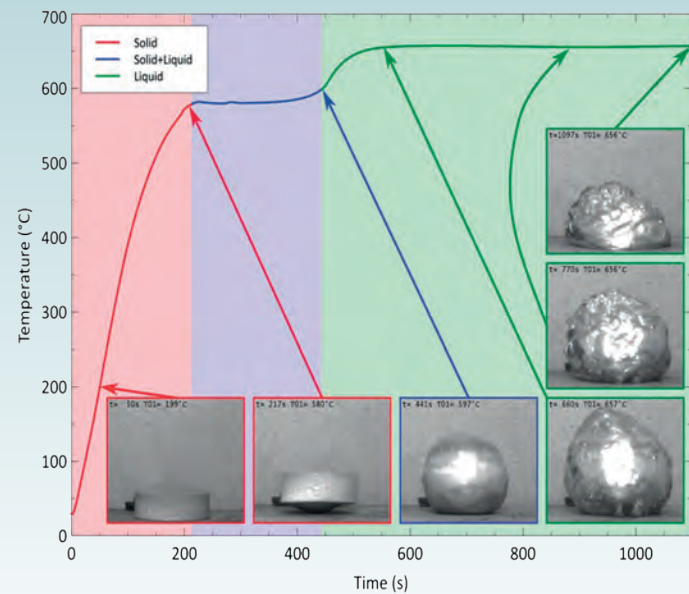 700
600
500
400
300
200
100
0
Temperature (°C)
Solid
Solid+Liquid
Liquid
t=1097s T01= 656°C
t= 770s T01= 656°C
t= 50s T01= 199°C
t= 217s T01= 580°C
t= 441s T01= 597°C
t= 660s T01= 657°C
0 200 400 600 800 1000
Time (s)